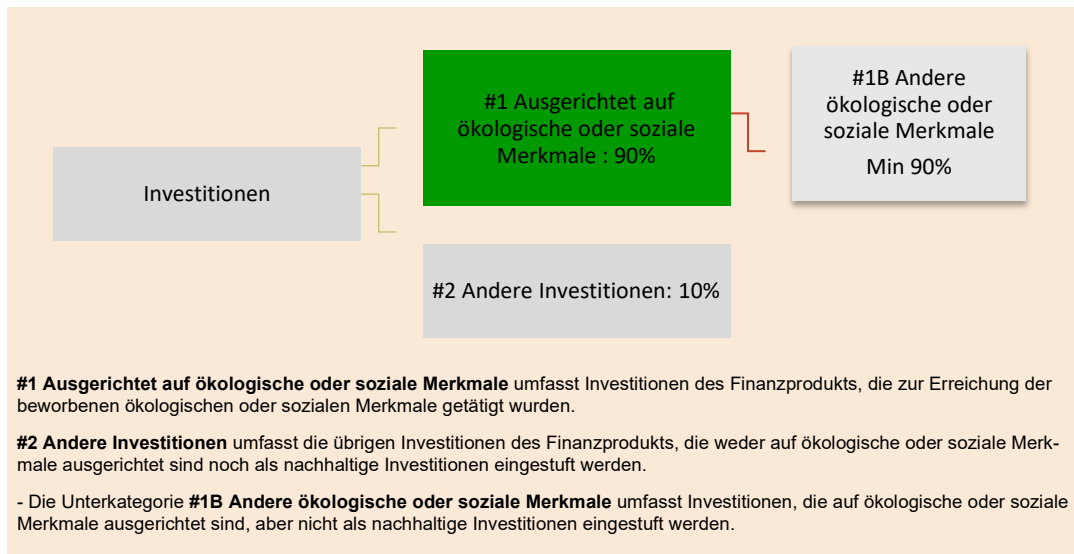 Investitionen
#1 Ausgerichtet auf
ökologische oder soziale
Merkmale : 90%
#1B Andere
ökologische oder
soziale Merkmale
Min 90%
#2 Andere Investitionen: 10%
#1 Ausgerichtet auf ökologische oder soziale Merkmale umfasst Investitionen des Finanzprodukts, die zur Erreichung der
beworbenen ökologischen oder sozialen Merkmale getätigt wurden.
#2 Andere Investitionen umfasst die übrigen Investitionen des Finanzprodukts, die weder auf ökologische oder soziale Merk-
male ausgerichtet sind noch als nachhaltige Investitionen eingestuft werden.
- Die Unterkategorie #1B Andere ökologische oder soziale Merkmale umfasst Investitionen, die auf ökologische oder soziale
Merkmale ausgerichtet sind, aber nicht als nachhaltige Investitionen eingestuft werden.